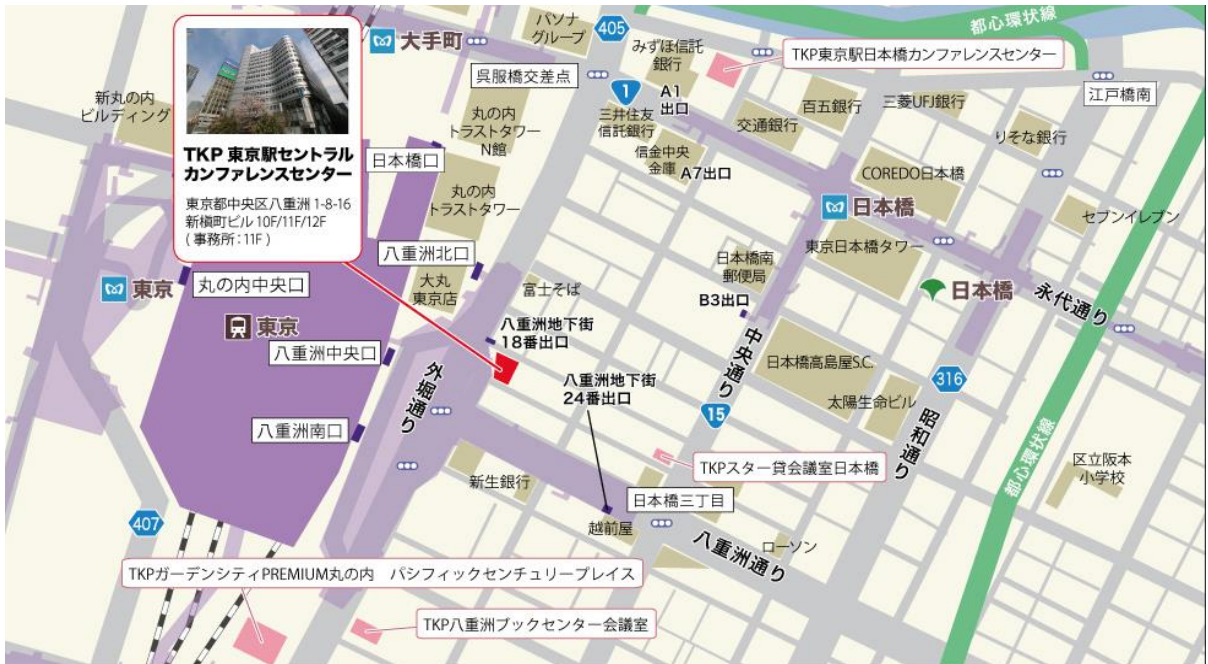 都心環状線
パソナ
グループ
405
みずほ信託
銀行
TKP東京駅日本橋カンファレンスセンター
大手町
呉服橋交差点
1
A1
出口
江戸橋南
新丸の内
ビルディング
丸の内
トラストタワー
N館
三井住友
信託銀行
百五銀行
三菱UFJ銀行
交通銀行
りそな銀行
TKP 東京駅セントラル
カンファレンスセンター
東京都中央区八重洲 1-8-16
新槇町ビル 10F/11F/12F
( 事務所：11F )
日本橋口
信金中央
金庫
A7出口
COREDO日本橋
丸の内
トラストタワー
日本橋
セブンイレブン
八重洲北口
東京日本橋タワー
日本橋南
郵便局
東京
丸の内中央口
大丸
東京店
富士そば
B3出口
日本橋
永代通り
東京
八重洲地下街
18番出口
八重洲中央口
中央通り
日本橋高島屋S.C.
外堀通り
八重洲地下街
24番出口
316
太陽生命ビル
15
昭和通り
八重洲南口
都心環状線
区立阪本
小学校
TKPスター貸会議室日本橋
新生銀行
日本橋三丁目
407
越前屋
八重洲通り
ローソン
TKPガーデンシティPREMIUM丸の内　パシフィックセンチュリープレイス
TKP八重洲ブックセンター会議室